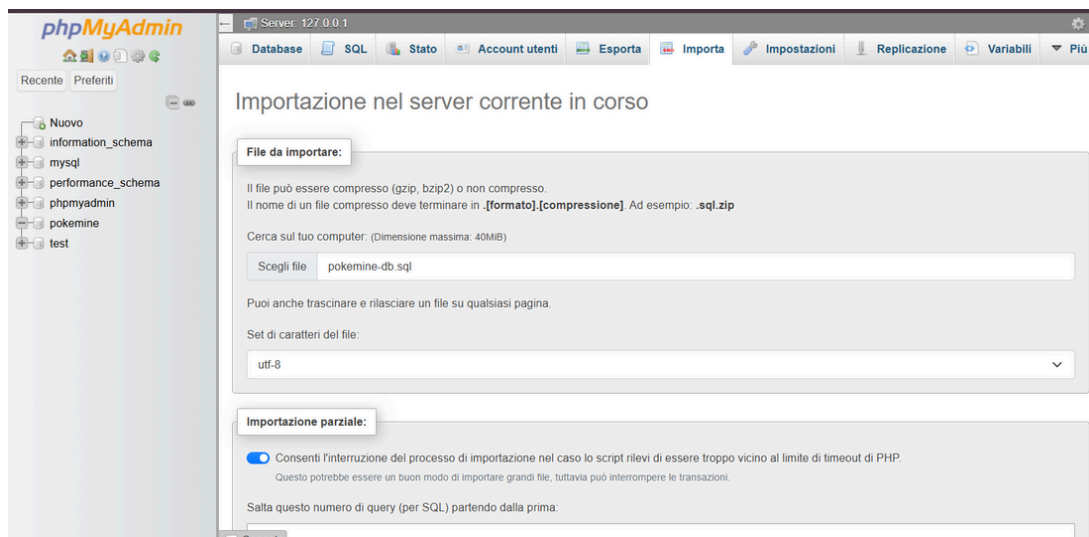 phpMyAdmin
Recente Preferiti
Nuovo
information_schema
mysql
performance_schema
phpmyadmin
pokemine
test
Server: 127.0.0.1
Database SQL Stato Account utenti Esporta Importa Impostazioni Replicazione Variabili Più
Importazione nel server corrente in corso
File da importare:
Il file può essere compresso (gzip, bzip2) o non compresso.
Il nome di un file compresso deve terminare in .[formato].[compressione]. Ad esempio: .sql.zip
Cerca sul tuo computer: (Dimensione massima: 40MiB)
Scegli file pokemine-db.sql
Puoi anche trascinare e rilasciare un file su qualsiasi pagina.
Set di caratteri del file:
utf-8
Importazione parziale:
Consenti l'interruzione del processo di importazione nel caso lo script rilevi di essere troppo vicino al limite di timeout di PHP.
Questo potrebbe essere un buon modo di importare grandi file, tuttavia può interrompere le transazioni.
Salta questo numero di query (per SQL) partendo dalla prima: